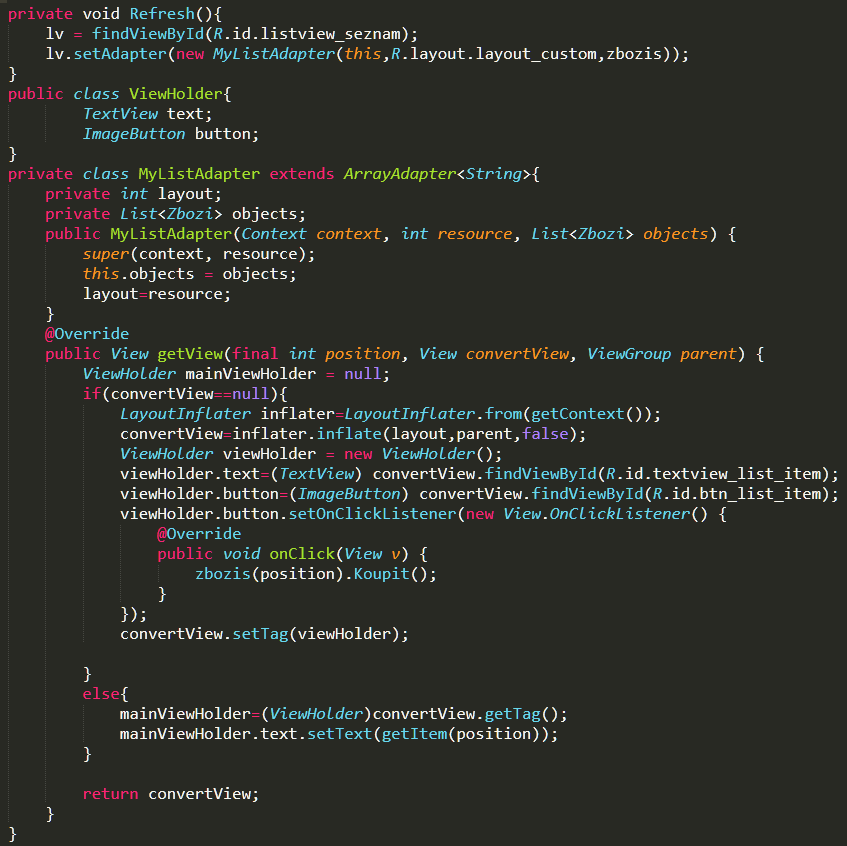 private void Refresh(){
    lv = findViewById(R.id.listview_seznam);
    lv.setAdapter(new MyListAdapter(this,R.layout.layout_custom,zbozis));
}
public class ViewHolder{
        TextView text;
        ImageButton button;
}
private class MyListAdapter extends ArrayAdapter<String>{
    private int layout;
    private List<Zbozi> objects;
    public MyListAdapter(Context context, int resource, List<Zbozi> objects) {
        super(context, resource);
        this.objects = objects;
        layout=resource;
    }
    @Override
    public View getView(final int position, View convertView, ViewGroup parent) {
        ViewHolder mainViewHolder = null;
        if(convertView==null){
            LayoutInflater inflater=LayoutInflater.from(getContext());
            convertView=inflater.inflate(layout,parent,false);
            ViewHolder viewHolder = new ViewHolder();
            viewHolder.text=(TextView) convertView.findViewById(R.id.textview_list_item);
            viewHolder.button=(ImageButton) convertView.findViewById(R.id.btn_list_item);
            viewHolder.button.setOnClickListener(new View.OnClickListener() {
                @Override
                public void onClick(View v) {
                    zbozis(position).Koupit();
                }
            });
            convertView.setTag(viewHolder);

        }
        else{
            mainViewHolder=(ViewHolder)convertView.getTag();
            mainViewHolder.text.setText(getItem(position));
        }

        return convertView;
    }
}